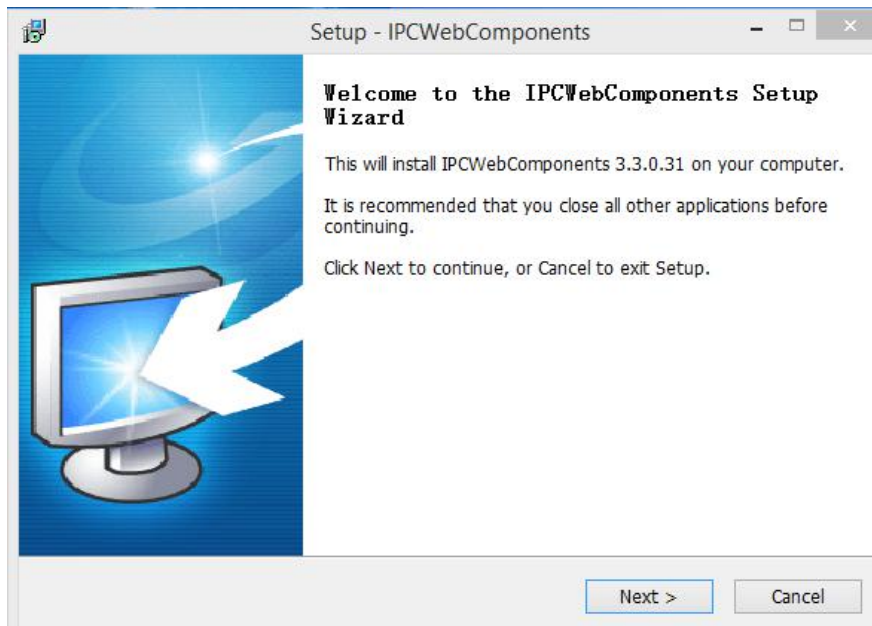 Setup - IPCWebComponents
Welcome to the IPCWebComponents Setup
Wizard
This will install IPCWebComponents 3.3.0.31 on your computer.
It is recommended that you close all other applications before
continuing.
Click Next to continue, or Cancel to exit Setup.
Next >
Cancel